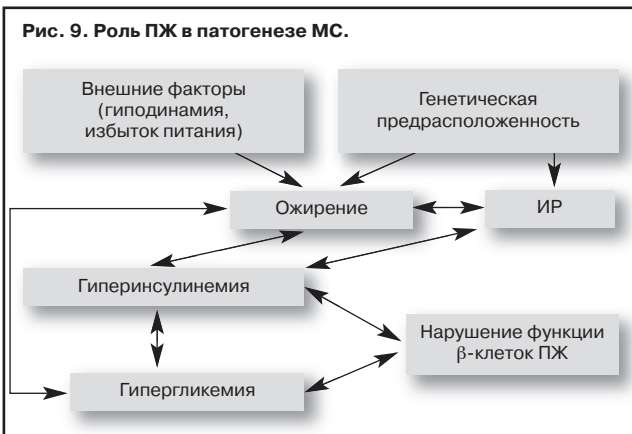 Рис. 9. Роль ПЖ в патогенезе МС.
Внешние факторы
(гиподинамия,
избыток питания)
Генетическая
предрасположенность
Ожирение
ИР
Гиперинсулинемия
Нарушение функции
β-клеток ПЖ
Гипергликемия